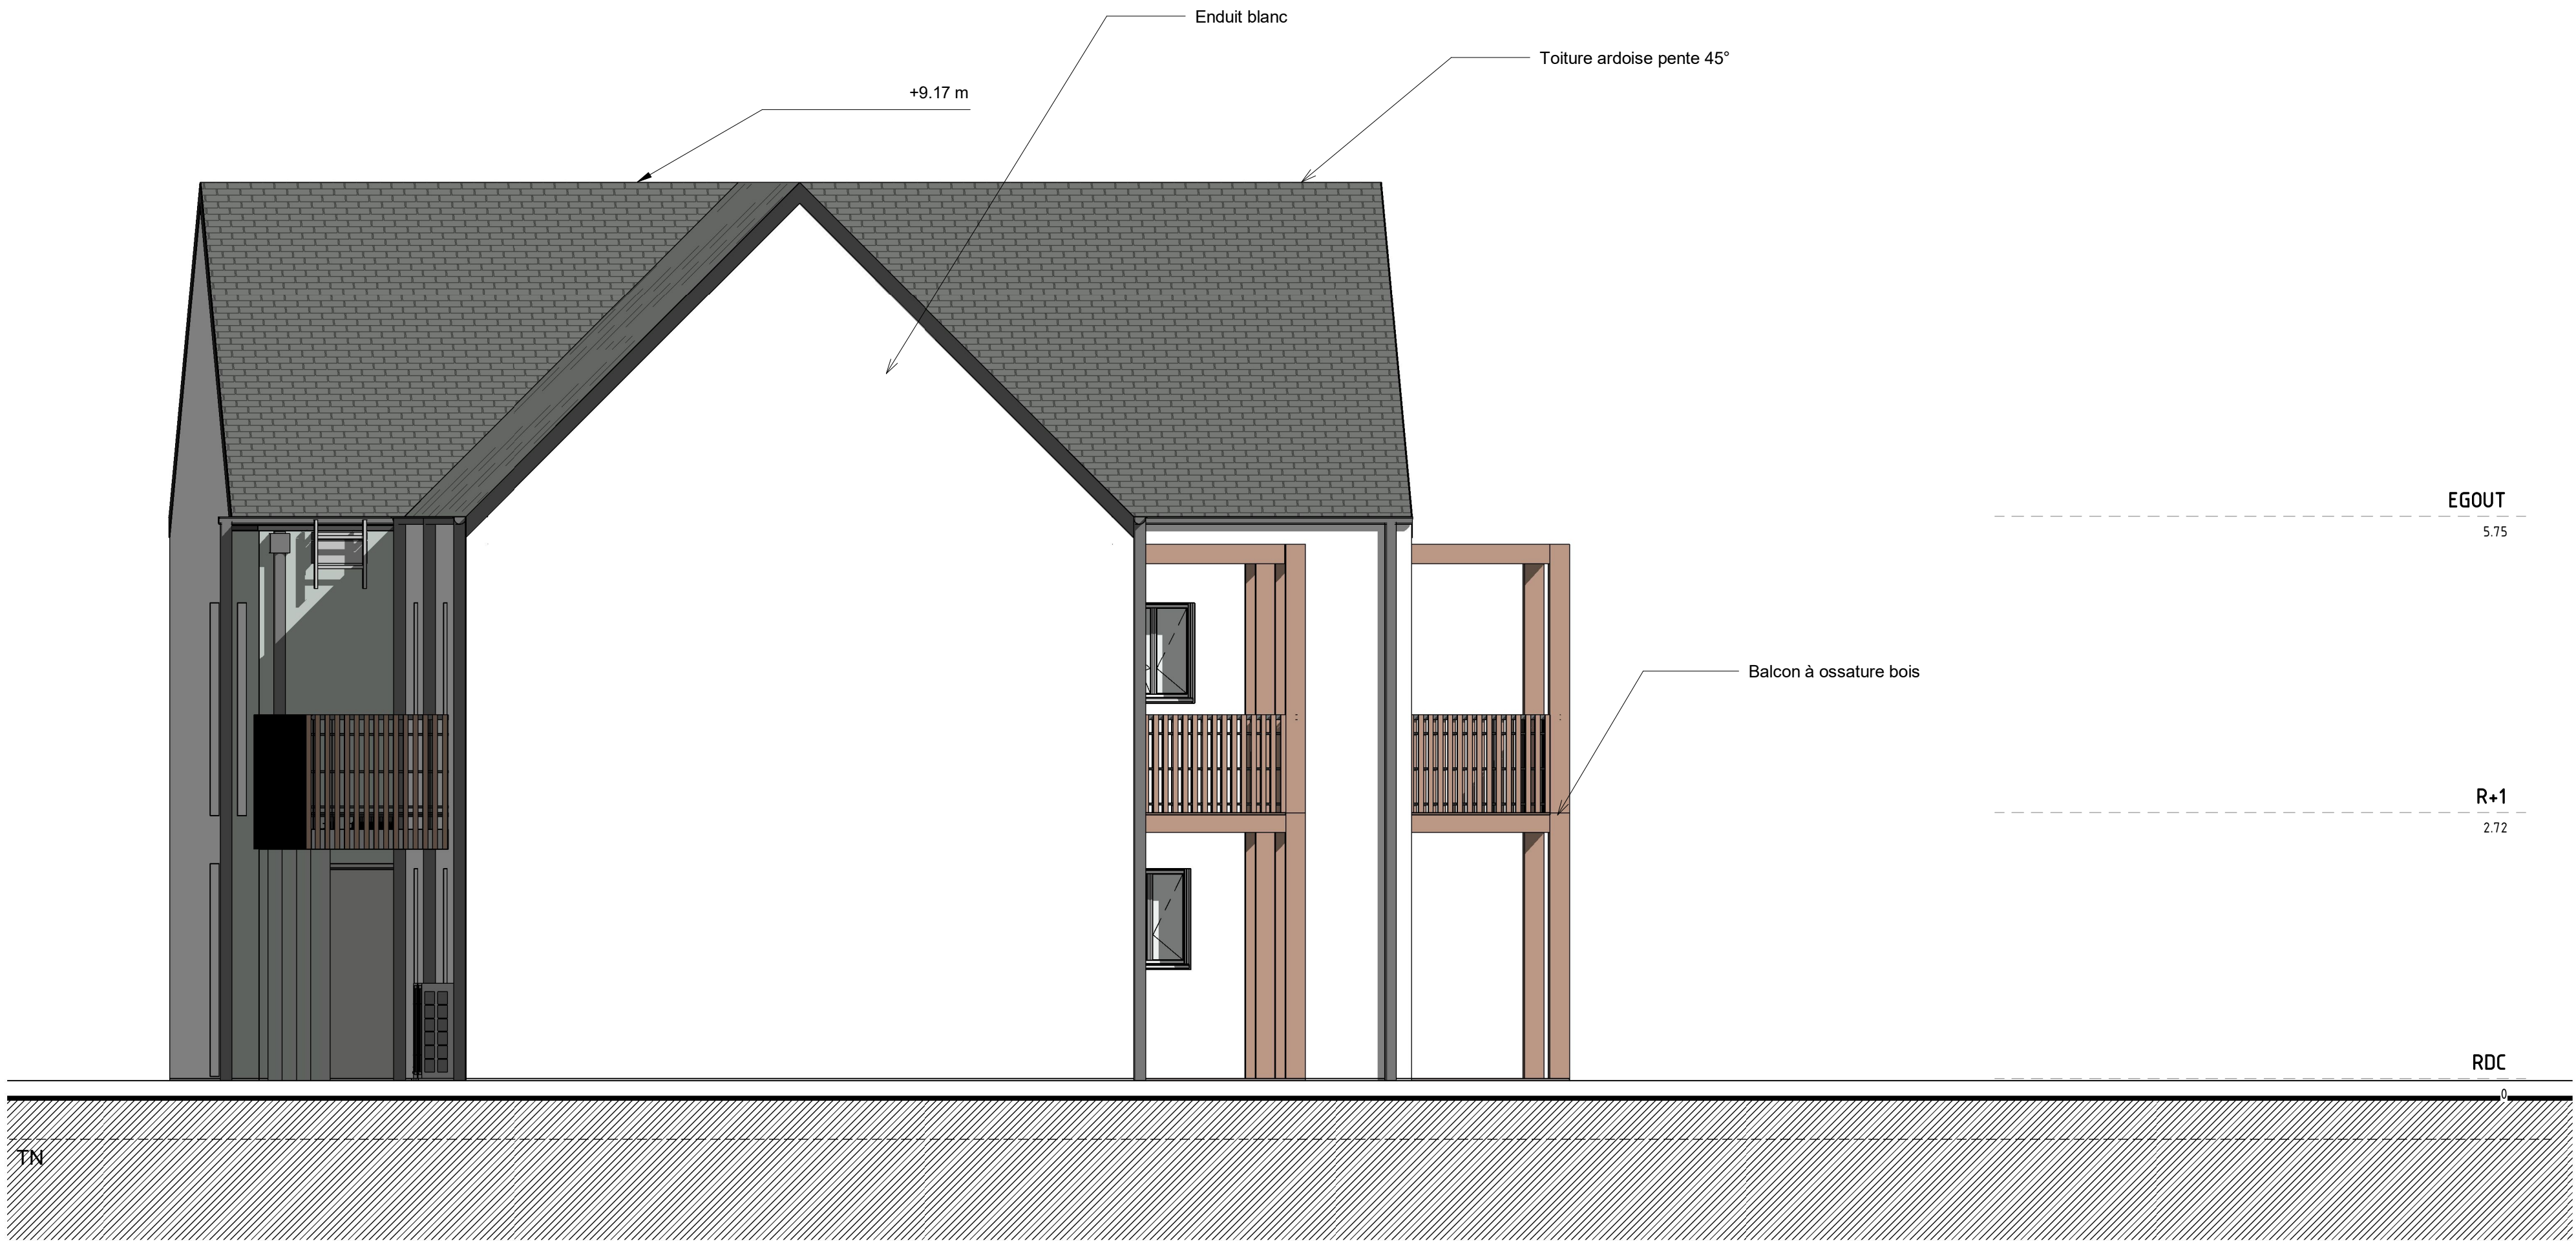 Enduit blanc
Toiture ardoise pente 45°
+9.17 m
EGOUT
5.75
Balcon à ossature bois
R+1
2.72
RDC
0
TN